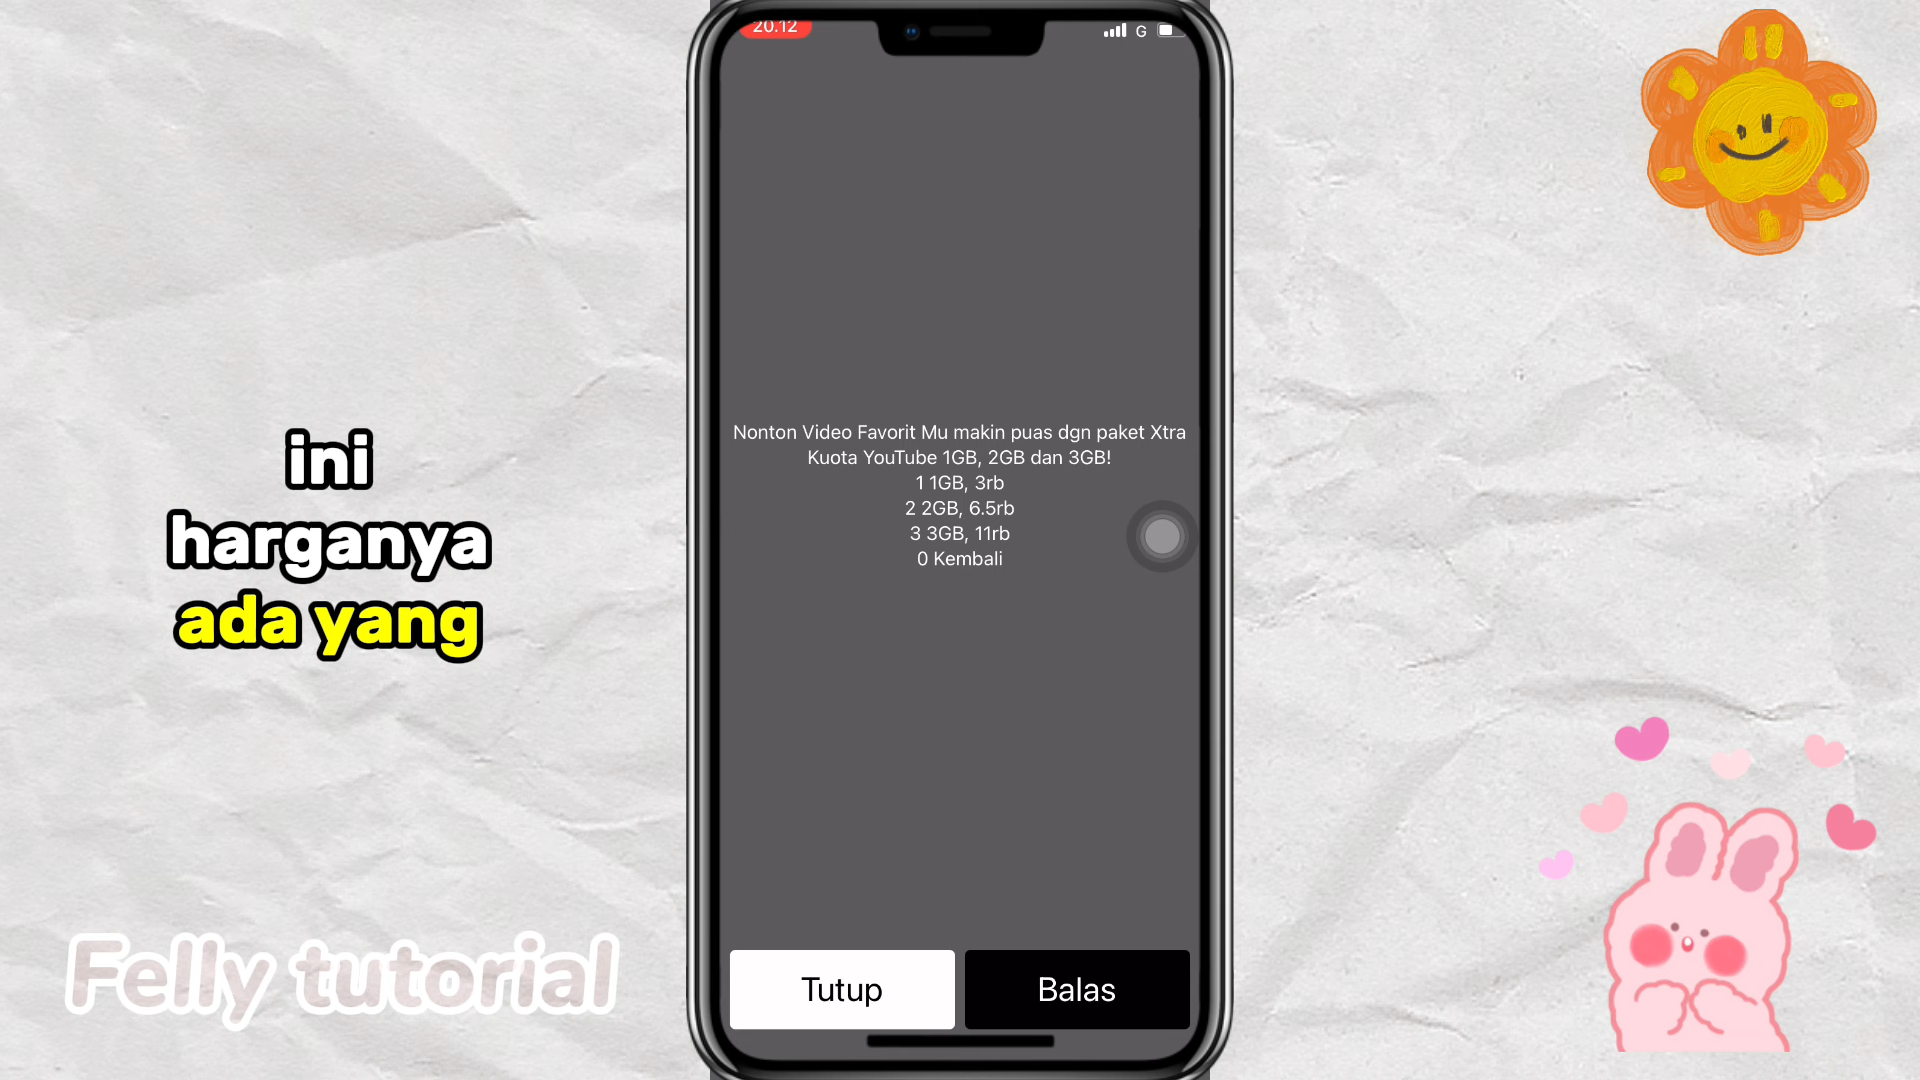 20.12
G
Nonton Video Favorit Mu makin puas dgn paket Xtra
Kuota YouTube 1GB, 2GB dan 3GB!
1 1GB, 3rb
2 2GB, 6.5rb
3 3GB, 11rb
0 Kembali
Tutup
Balas
ini
harganya
ada yang
Felly tutorial